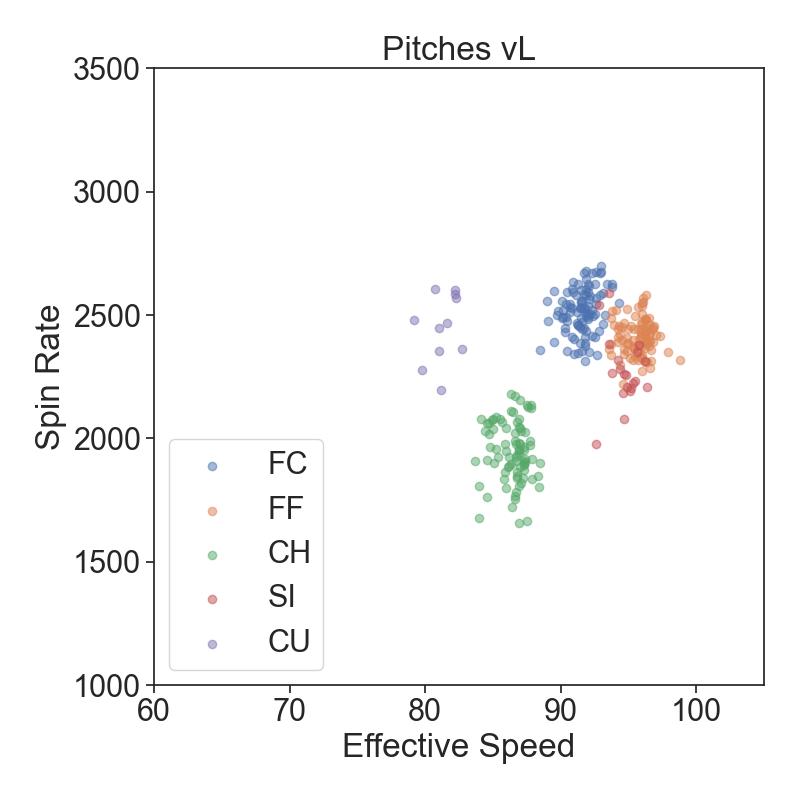 Pitches vL
3500
3000
2500
2000
1500
1000
Spin Rate
FC
FF
CH
SI
CU
60 70 80 90 100
Effective Speed